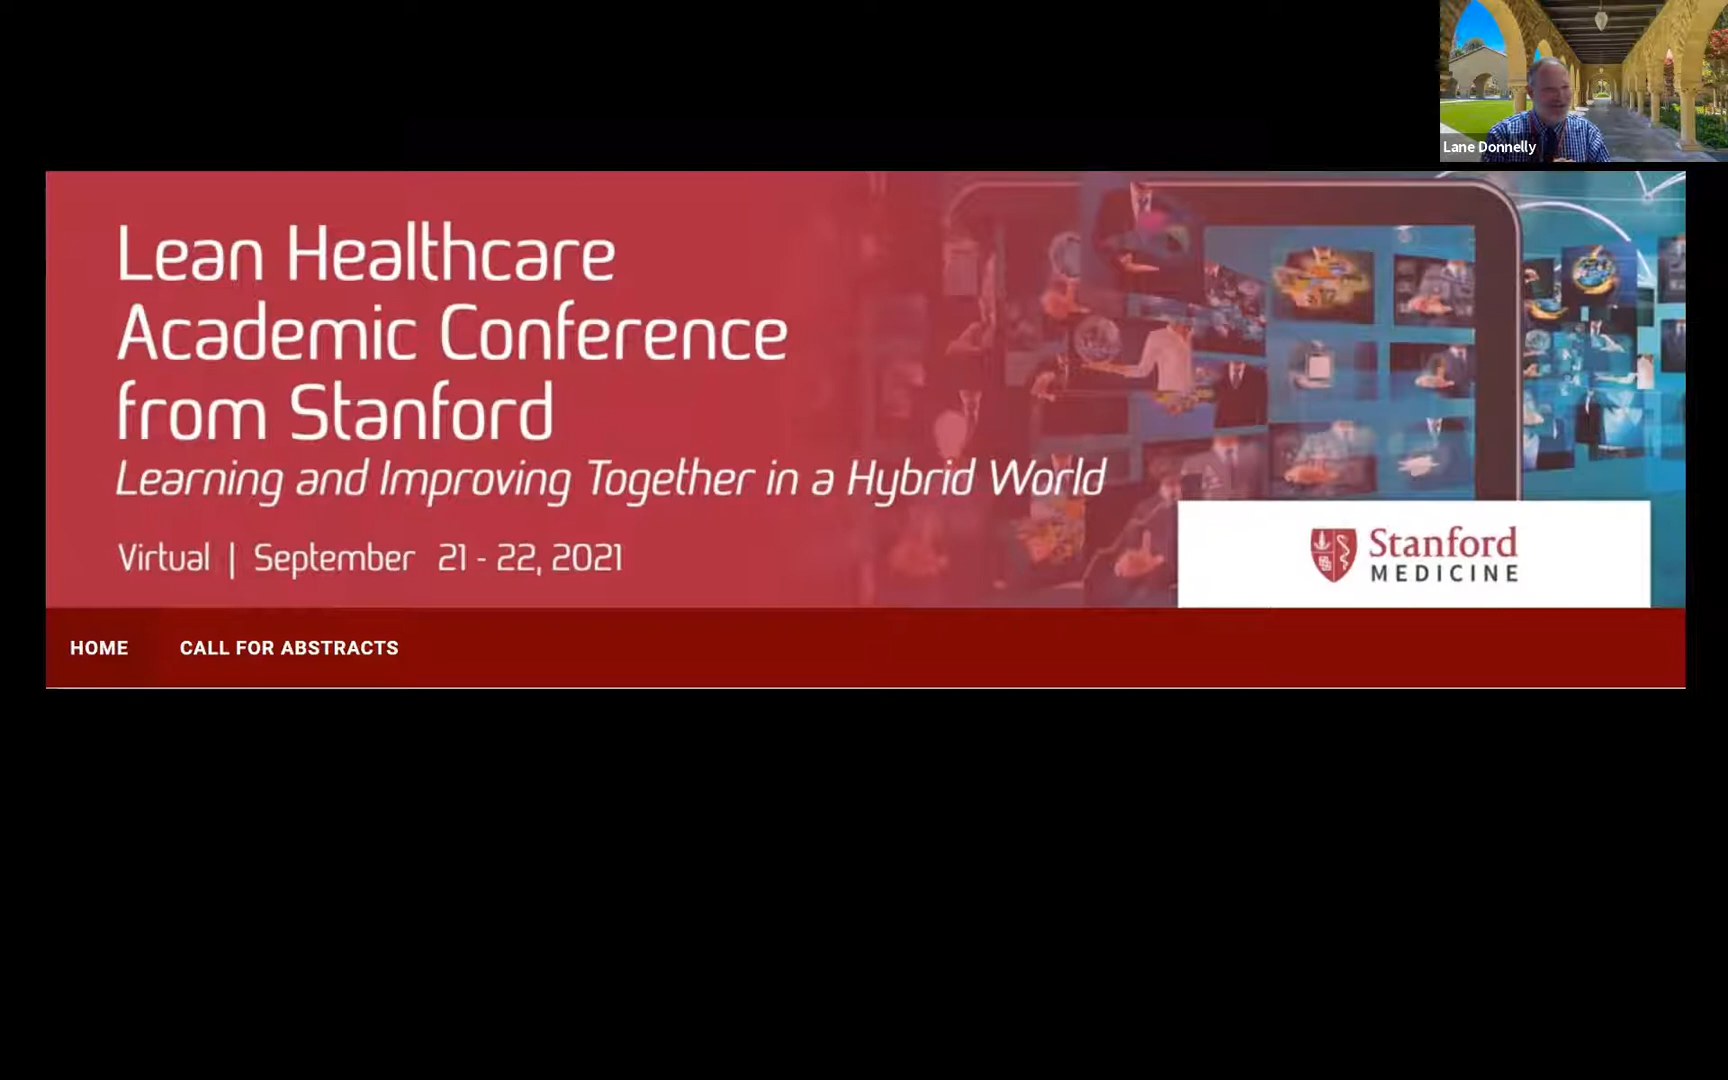 Lane Donnelly
Lean Healthcare
Academic Conference
from Stanford
Learning and Improving Together in a Hybrid World
Virtual | September 21 - 22, 2021
Stanford
MEDICINE
HOME CALL FOR ABSTRACTS